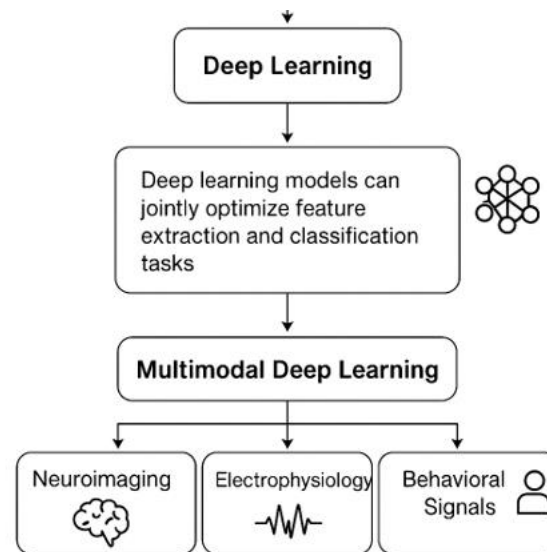 Deep Learning
Deep learning models can
jointly optimize feature
extraction and classification
tasks
Multimodal Deep Learning
Neuroimaging
Electrophysiology
Behavioral
Signals